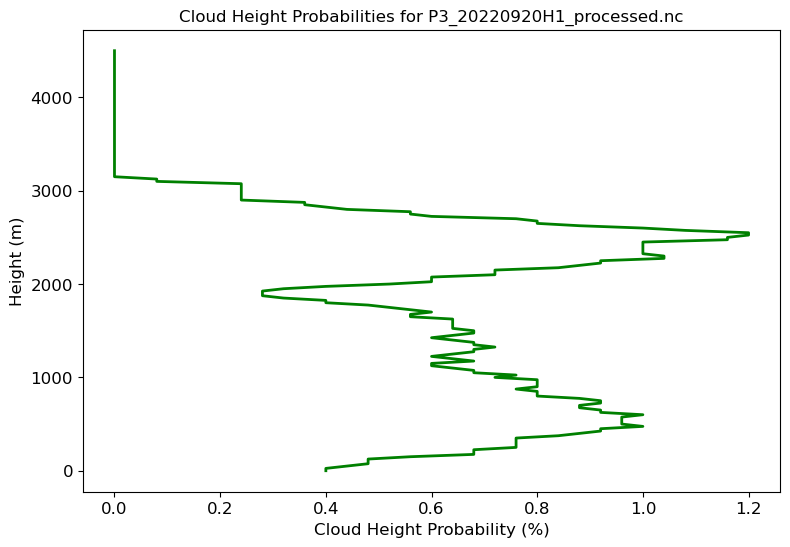 Cloud Height Probabilities for P3_20220920H1_processed.nc
4000
3000
2000
1000
0
Height (m)
0.0 0.2 0.4 0.6 0.8 1.0 1.2
Cloud Height Probability (%)